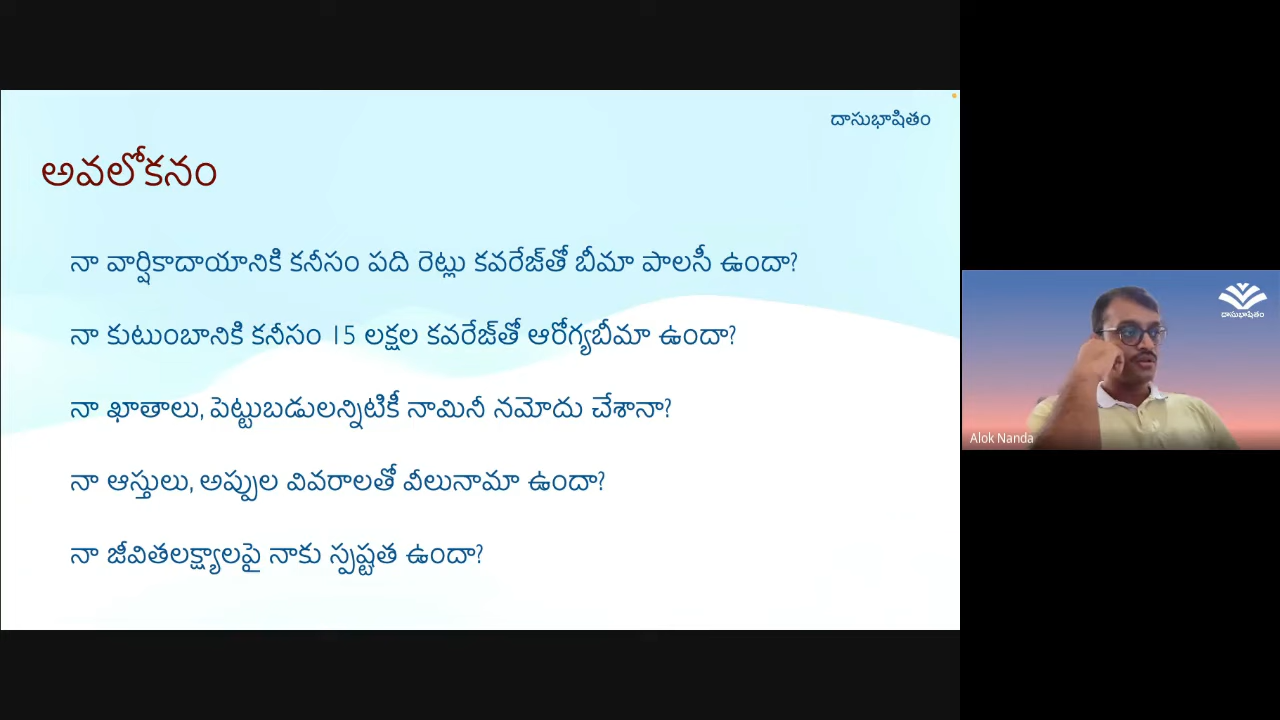 దాసుభాషితం
అవలోకనం
నా వార్షికాదాయానికి కనీసం పది రెట్లు కవరేజ్‌తో బీమా పాలసీ ఉందా?
నా కుటుంబానికి కనీసం 15 లక్షల కవరేజ్‌తో ఆరోగ్యబీమా ఉందా?
నా ఖాతాలు, పెట్టుబడులన్నిటికీ నామినీ నమోదు చేశానా?
నా ఆస్తులు, అప్పుల వివరాలతో వీలునామా ఉందా?
నా జీవితలక్ష్యాలపై నాకు స్పష్టత ఉందా?
దాసుభాషితం
Alok Nanda